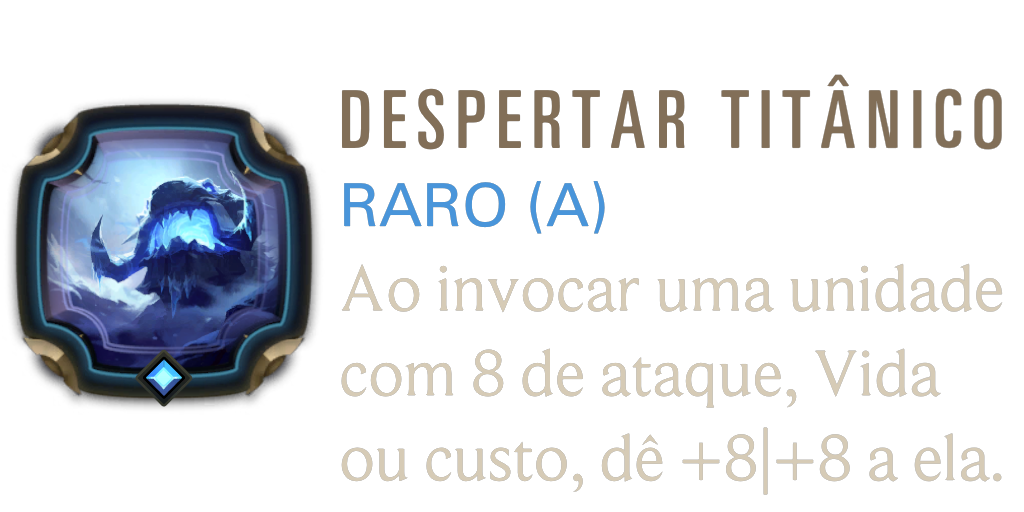 DESPERTAR TITÂNICO
RARO (A)
Ao invocar uma unidade
com 8 de ataque, Vida
ou custo, dê +8|+8 a ela.